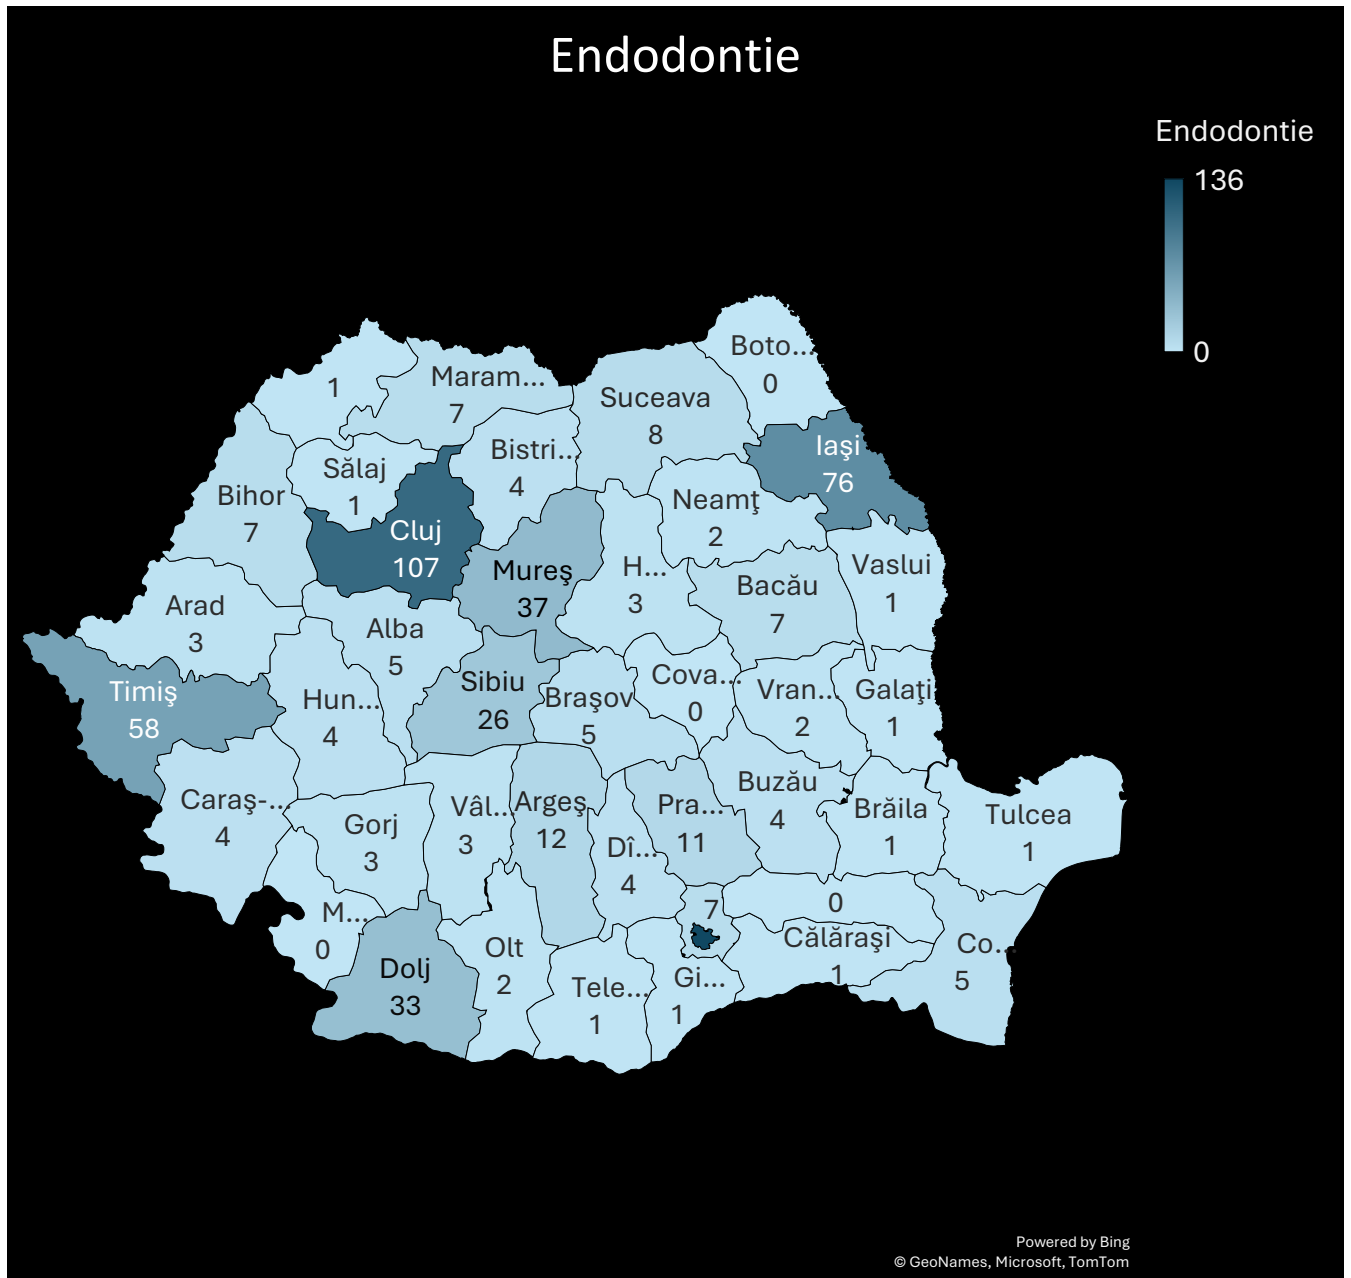 Endodontie
Endodontie
136
0
Boto...
0
1
Maram...
7
Suceava
8
Iaşi
76
Bistri...
4
Sălaj
1
Bihor
7
Neamţ
2
Cluj
107
Mureş
37
H...
3
Vaslui
1
Bacău
7
Arad
3
Alba
5
Sibiu
26
Cova...
0
Vran...
2
Galaţi
1
Timiş
58
Hun...
4
Braşov
5
Buzău
4
Caraş-...
4
Gorj
3
Vâl...
3
Argeş
12
Pra...
11
Brăila
1
Tulcea
1
Dî...
4
7
0
M...
0
Călăraşi
1
Co...
5
Olt
2
Dolj
33
Tele...
1
Gi...
1
Powered by Bing
© GeoNames, Microsoft, TomTom